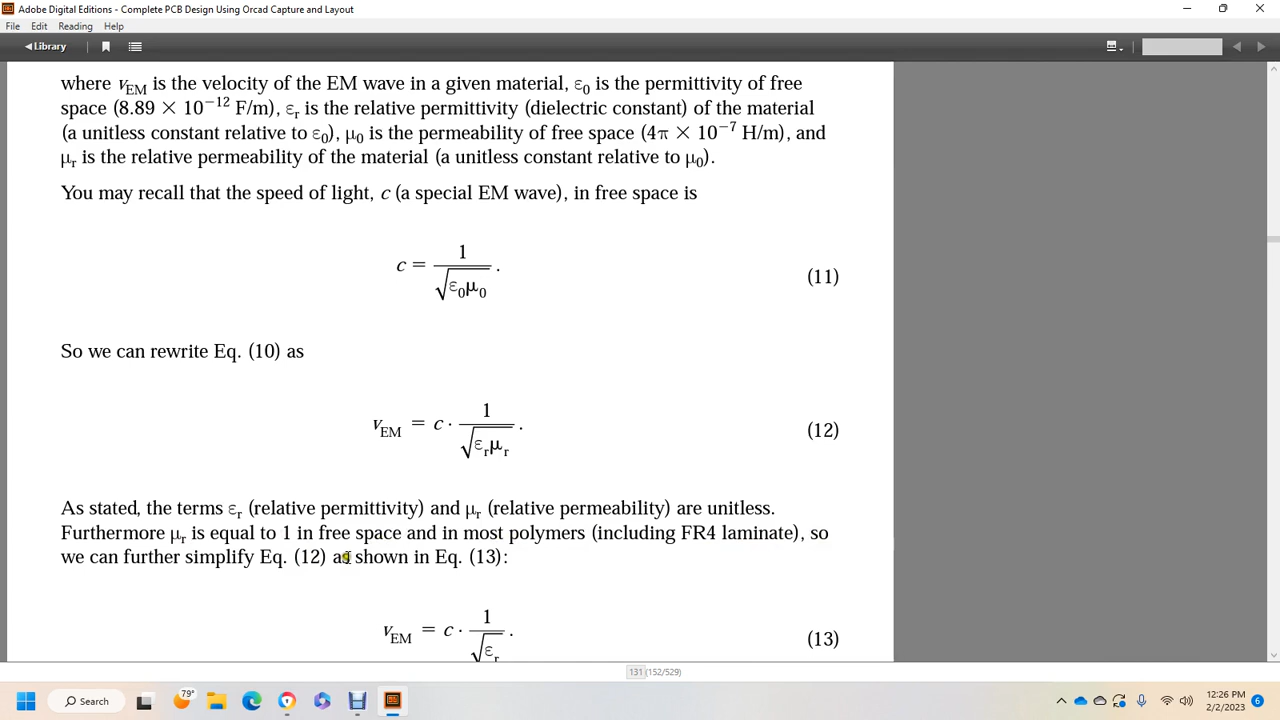 Adobe Digital Editions - Complete PCB Design Using Orcad Capture and Layout
File Edit Reading Help
◄ Library
where vEM is the velocity of the EM wave in a given material, ε0 is the permittivity of free
space (8.89 × 10−12 F/m), εr is the relative permittivity (dielectric constant) of the material
(a unitless constant relative to ε0), μ0 is the permeability of free space (4π × 10−7 H/m), and
μr is the relative permeability of the material (a unitless constant relative to μ0).
You may recall that the speed of light, c (a special EM wave), in free space is
c = 1/√ε0μ0 . (11)
So we can rewrite Eq. (10) as
vEM = c · 1/√εrμr . (12)
As stated, the terms εr (relative permittivity) and μr (relative permeability) are unitless.
Furthermore μr is equal to 1 in free space and in most polymers (including FR4 laminate), so
we can further simplify Eq. (12) as shown in Eq. (13):
vEM = c · 1/√εr . (13)
131 (152/529)
Search
79°
12:26 PM
2/2/2023
6